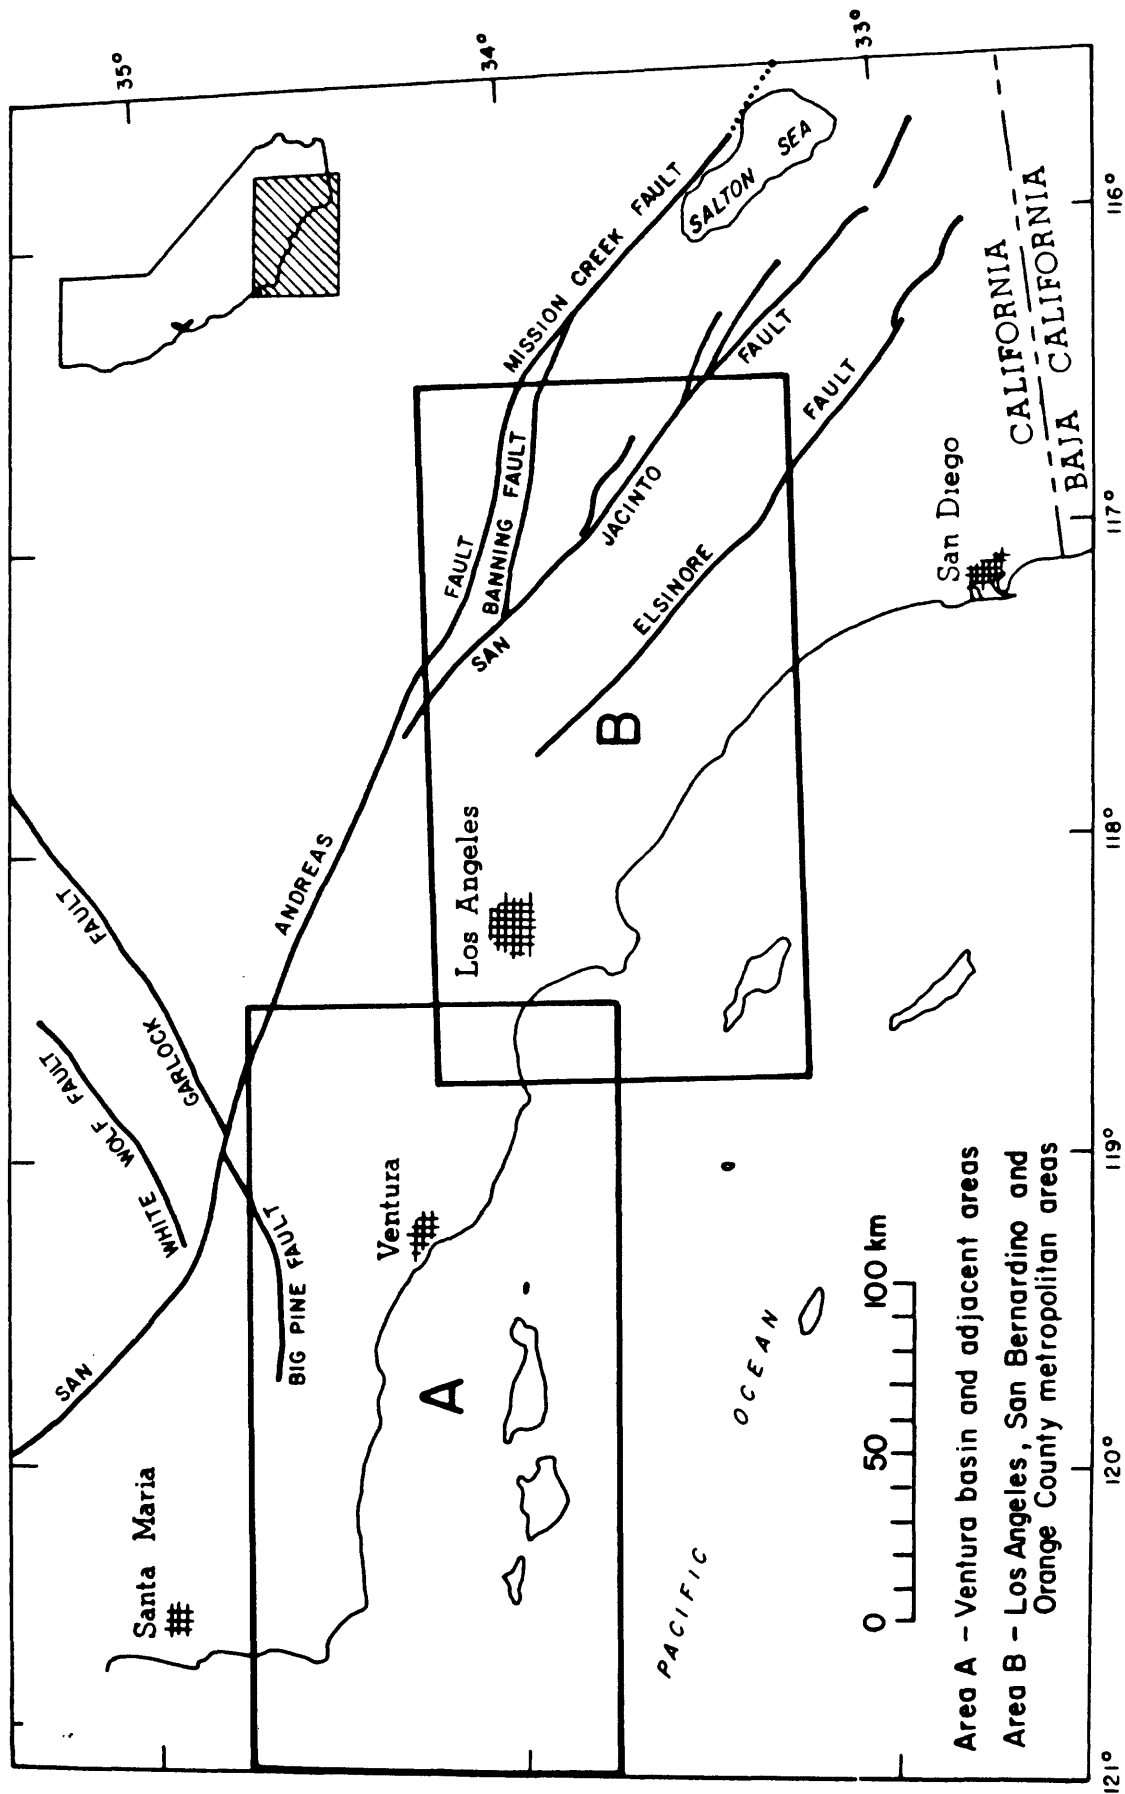 35°
34°
33°
SAN
ANDREAS
FAULT
MISSION CREEK FAULT
BANNING FAULT
SAN
JACINTO
FAULT
ELSINORE
FAULT
GARLOCK
FAULT
WHITE WOLF FAULT
BIG PINE FAULT
SALTON SEA
Santa Maria
Ventura
Los Angeles
San Diego
A
B
CALIFORNIA
BAJA CALIFORNIA
PACIFIC OCEAN
0 50 100 km
Area A – Ventura basin and adjacent areas
Area B – Los Angeles, San Bernardino and
Orange County metropolitan areas
121° 120° 119° 118° 117° 116°